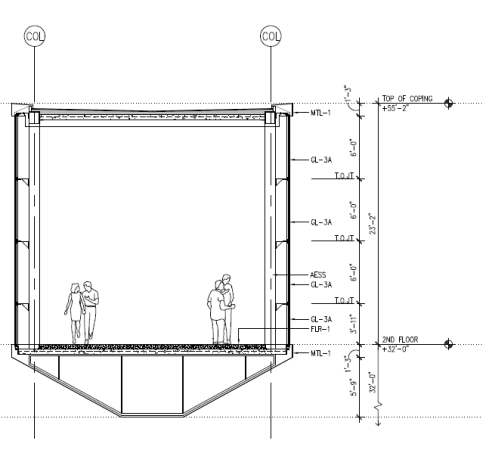 COL
COL
TOP OF COPING
+55'-2"
1'-3"
MTL-1
6'-0"
GL-3A
T.O.JT
6'-0"
GL-3A
23'-2"
T.O.JT
6'-0"
AESS
GL-3A
T.O.JT
3'-11"
GL-3A
FLR-1
2ND FLOOR
+32'-0"
MTL-1
1'-3"
5'-9"
32'-0"